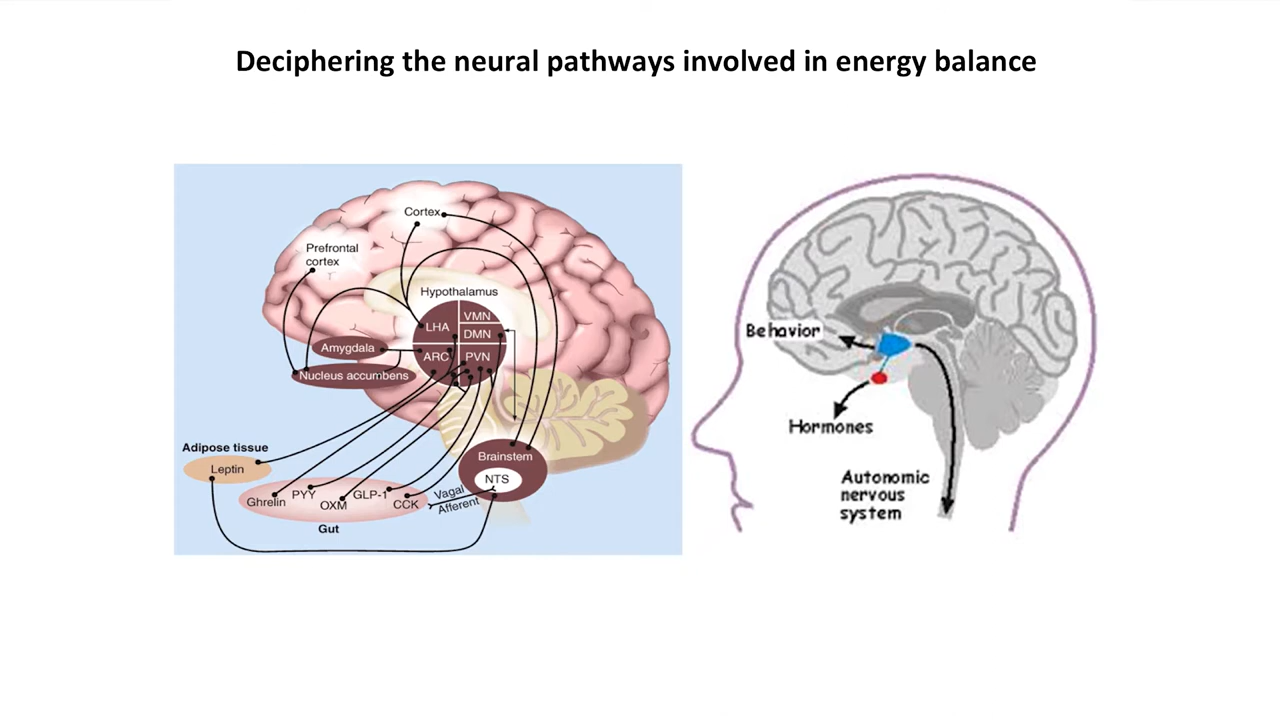 Deciphering the neural pathways involved in energy balance
Cortex
Prefrontal
cortex
Hypothalamus
LHA
VMN
DMN
ARC
PVN
Amygdala
Nucleus accumbens
Adipose tissue
Leptin
Ghrelin
PYY
OXM
GLP-1
CCK
Gut
Vagal
Afferent
Brainstem
NTS
Behavior
Hormones
Autonomic
nervous
system